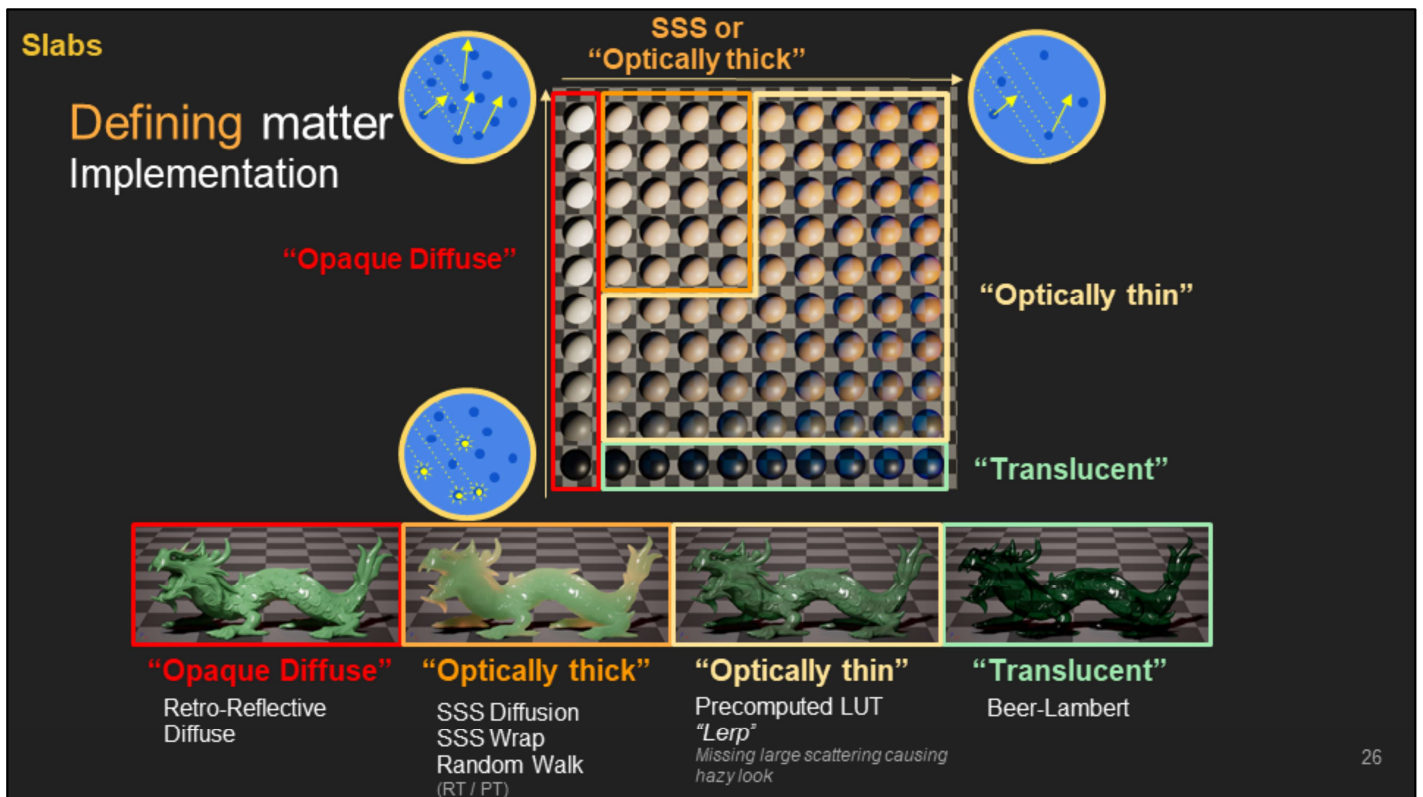 Slabs
Defining matter
Implementation
SSS or
“Optically thick”
“Opaque Diffuse”
“Optically thin”
“Translucent”
“Opaque Diffuse”
Retro-Reflective
Diffuse
“Optically thick”
SSS Diffusion
SSS Wrap
Random Walk
(RT / PT)
“Optically thin”
Precomputed LUT
“Lerp”
Missing large scattering causing
hazy look
“Translucent”
Beer-Lambert
26